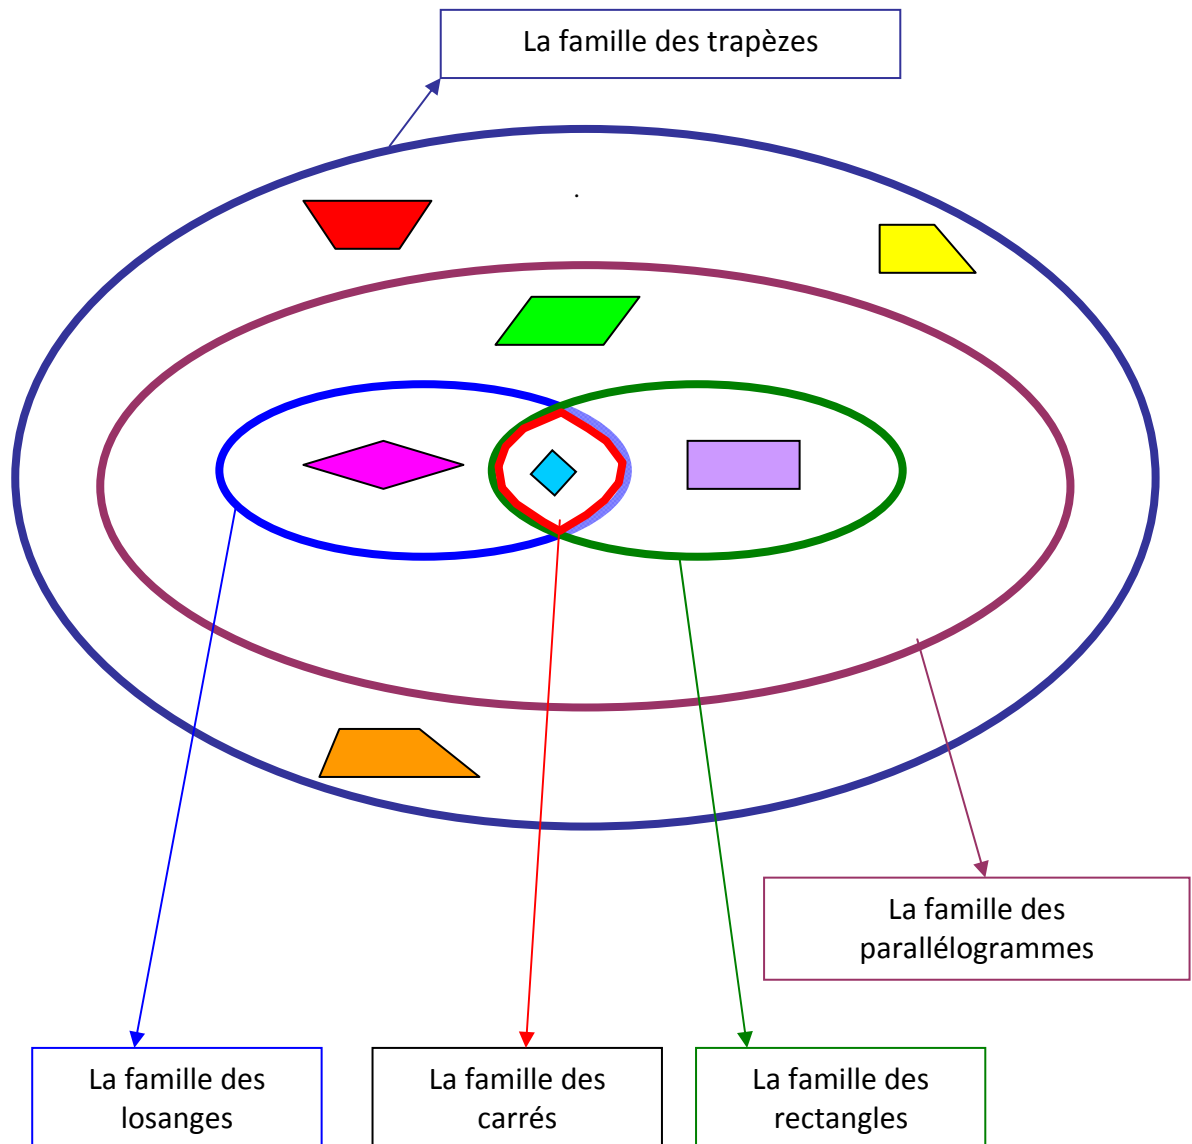 La famille des trapèzes
La famille des
parallélogrammes
La famille des
losanges
La famille des
carrés
La famille des
rectangles